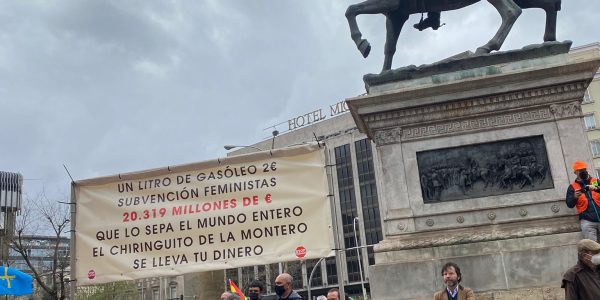 HOTEL MI
UN LITRO DE GASÓLEO 2€
SUBVENCIÓN FEMINISTAS
20.319 MILLONES DE €
QUE LO SEPA EL MUNDO ENTERO
EL CHIRINGUITO DE LA MONTERO
SE LLEVA TU DINERO